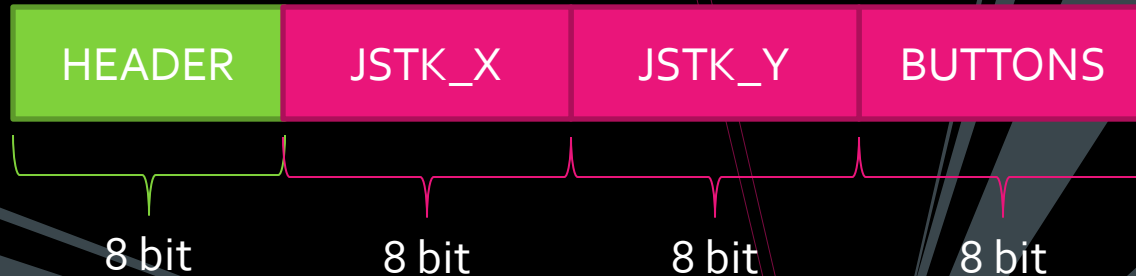 HEADER JSTK_X JSTK_Y BUTTONS
8 bit 8 bit 8 bit 8 bit